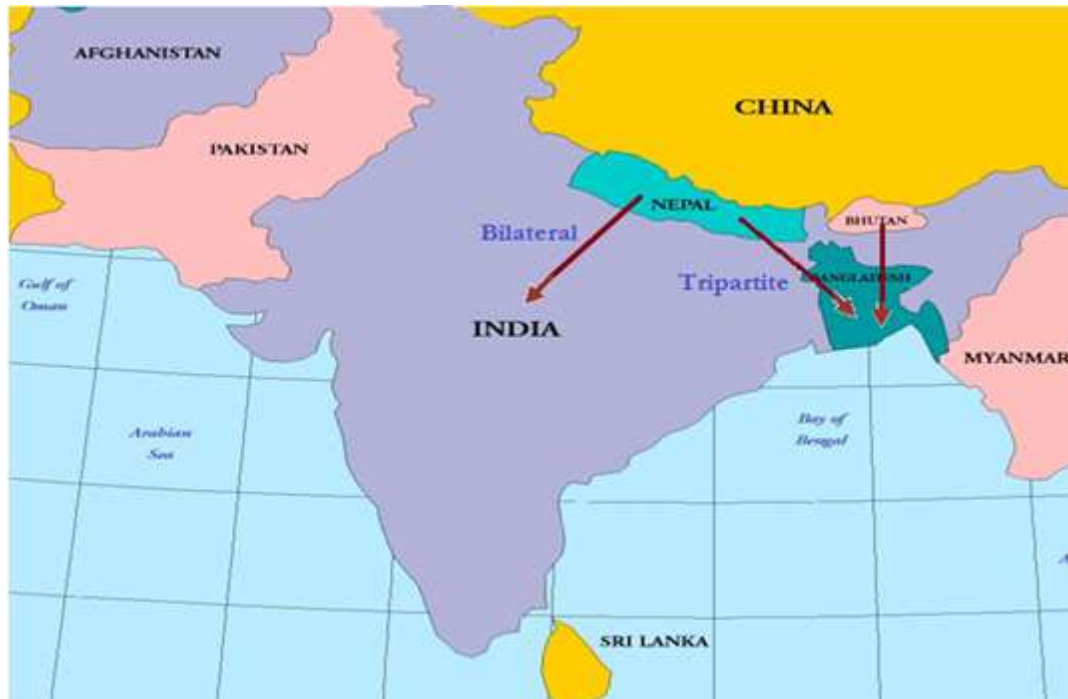 AFGHANISTAN
CHINA
PAKISTAN
NEPAL
BHUTAN
Bilateral
Tripartite
BANGLADESH
Gulf of
Oman
INDIA
MYANMAR
Arabian
Sea
Bay of
Bengal
A
SRI LANKA